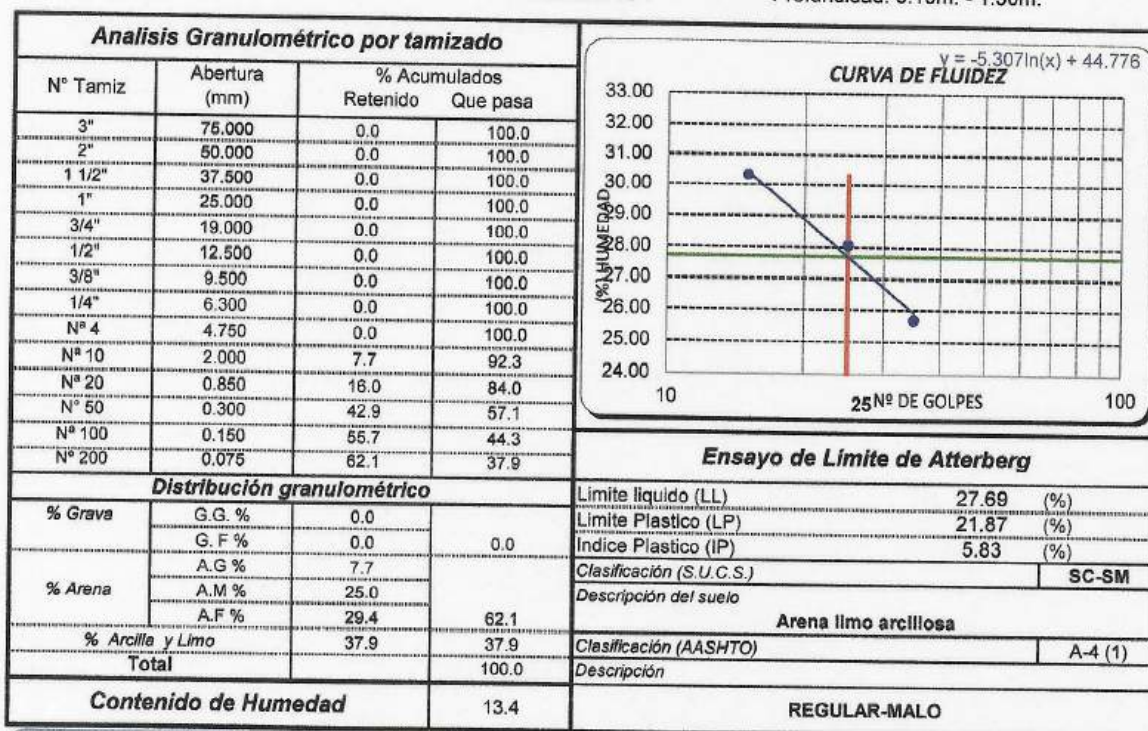 Profundidad: 0.10m. - 1.50m.
Analisis Granulométrico por tamizado
N° Tamiz Abertura (mm) % Acumulados
Retenido Que pasa
3" 75.000 0.0 100.0
2" 50.000 0.0 100.0
1 1/2" 37.500 0.0 100.0
1" 25.000 0.0 100.0
3/4" 19.000 0.0 100.0
1/2" 12.500 0.0 100.0
3/8" 9.500 0.0 100.0
1/4" 6.300 0.0 100.0
Nª 4 4.750 0.0 100.0
Nª 10 2.000 7.7 92.3
Nª 20 0.850 16.0 84.0
N° 50 0.300 42.9 57.1
Nª 100 0.150 55.7 44.3
Nº 200 0.075 62.1 37.9
Distribución granulométrico
% Grava G.G. % 0.0
G. F % 0.0 0.0
A.G % 7.7
% Arena A.M % 25.0
A.F % 29.4 62.1
% Arcilla y Limo 37.9 37.9
Total 100.0
Contenido de Humedad 13.4
y = -5.307ln(x) + 44.776
CURVA DE FLUIDEZ
33.00
32.00
31.00
30.00
29.00
28.00
27.00
26.00
25.00
24.00
(%) HUMEDAD
10 25 Nº DE GOLPES 100
Ensayo de Límite de Atterberg
Limite liquido (LL) 27.69 (%)
Limite Plastico (LP) 21.87 (%)
Indice Plastico (IP) 5.83 (%)
Clasificación (S.U.C.S.) SC-SM
Descripción del suelo
Arena limo arcillosa
Clasificación (AASHTO) A-4 (1)
Descripción
REGULAR-MALO